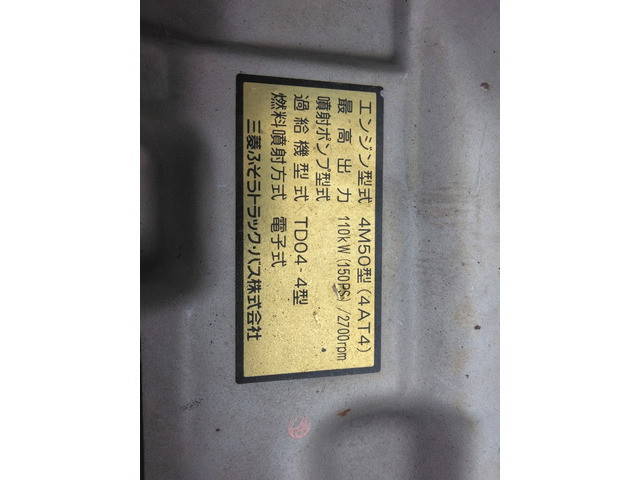 エンジン型式 4M50型(4AT4)
最高出力 110kW(150PS)/2700rpm
噴射ポンプ型式
過給機型式 TD04-4型
燃料噴射方式 電子式
三菱ふそうトラック・バス株式会社